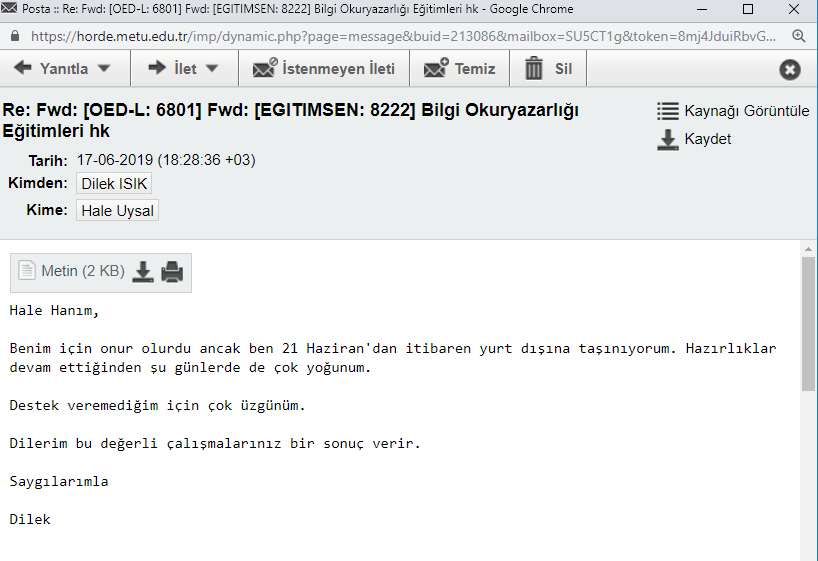 Posta :: Re: Fwd: [OED-L: 6801] Fwd: [EGITIMSEN: 8222] Bilgi Okuryazarlığı Eğitimleri hk - Google Chrome
https://horde.metu.edu.tr/imp/dynamic.php?page=message&buid=213086&mailbox=SU5CT1g&token=8mj4JduiRbvG...
Yanıtla İlet İstenmeyen İleti Temiz Sil
Re: Fwd: [OED-L: 6801] Fwd: [EGITIMSEN: 8222] Bilgi Okuryazarlığı
Eğitimleri hk
Kaynağı Görüntüle
Kaydet
Tarih: 17-06-2019 (18:28:36 +03)
Kimden: Dilek ISIK
Kime: Hale Uysal
Metin (2 KB)
Hale Hanım,
Benim için onur olurdu ancak ben 21 Haziran'dan itibaren yurt dışına taşınıyorum. Hazırlıklar
devam ettiğinden şu günlerde de çok yoğunum.
Destek veremediğim için çok üzgünüm.
Dilerim bu değerli çalışmalarınız bir sonuç verir.
Saygılarımla
Dilek